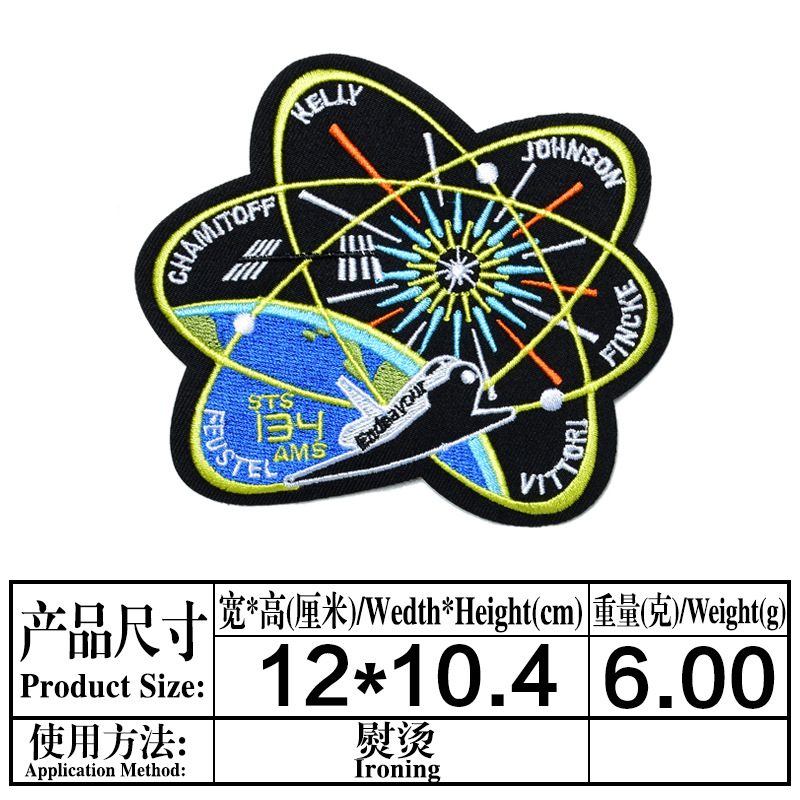 KELLY
JOHNSON
CHAMITOFF
FINCKE
STS
134
AMS
Endeavour
FEUSTEL
VITTORI
产品尺寸
Product Size:
宽*高(厘米)/Wedth*Height(cm)
重量(克)/Weight(g)
12*10.4
6.00
使用方法:
Application Method:
熨烫
Ironing